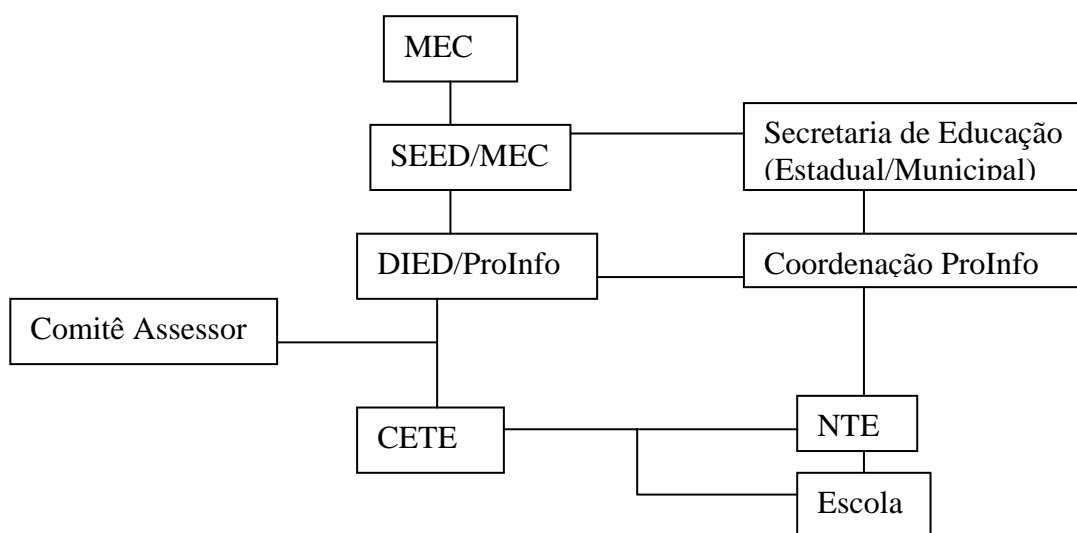 MEC
SEED/MEC
Secretaria de Educação
(Estadual/Municipal)
DIED/ProInfo
Coordenação ProInfo
Comitê Assessor
CETE
NTE
Escola